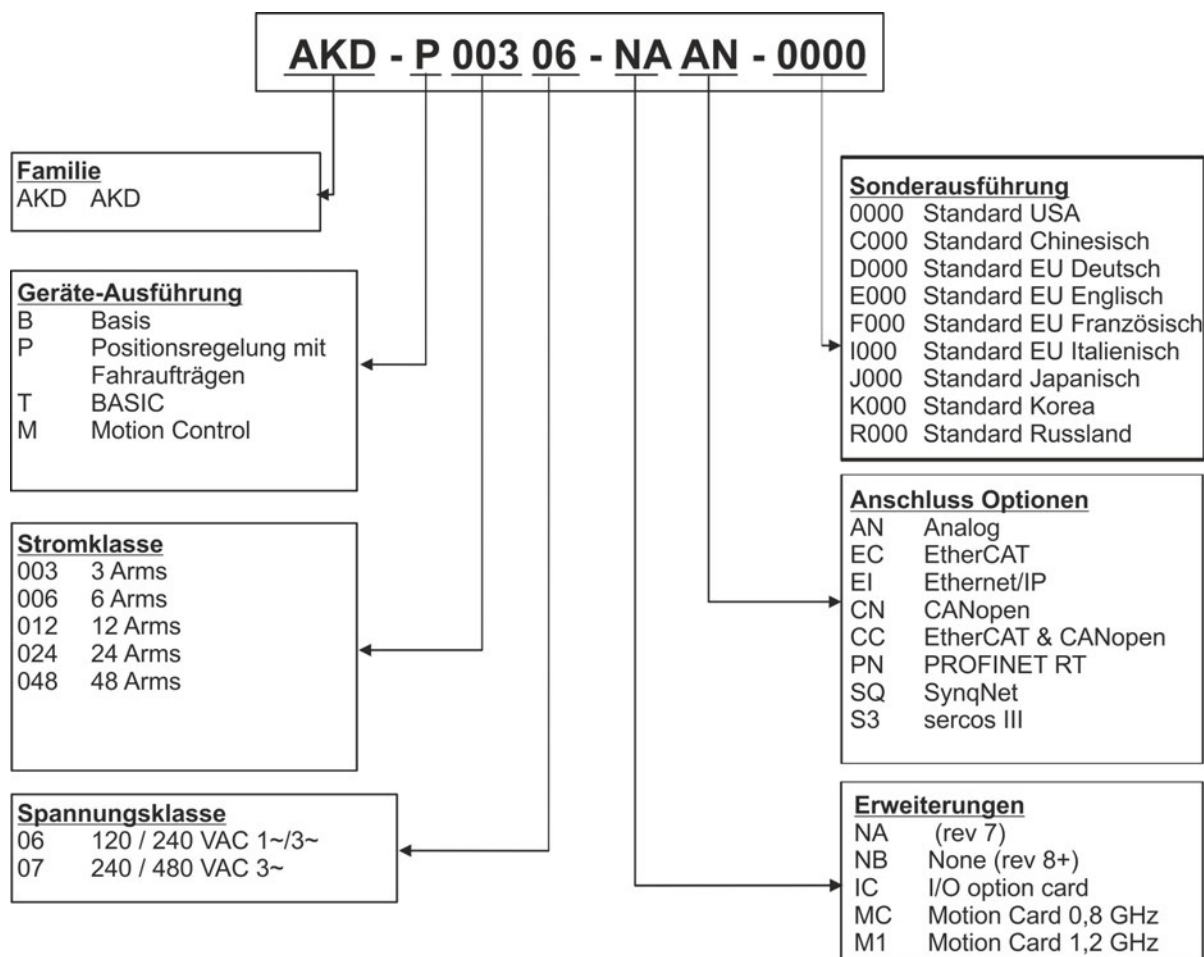 AKD - P 003 06 - NA AN - 0000
Familie
AKD AKD
Geräte-Ausführung
B Basis
P Positionsregelung mit
Fahraufträgen
T BASIC
M Motion Control
Stromklasse
003 3 Arms
006 6 Arms
012 12 Arms
024 24 Arms
048 48 Arms
Spannungsklasse
06 120 / 240 VAC 1~/3~
07 240 / 480 VAC 3~
Sonderausführung
0000 Standard USA
C000 Standard Chinesisch
D000 Standard EU Deutsch
E000 Standard EU Englisch
F000 Standard EU Französisch
I000 Standard EU Italienisch
J000 Standard Japanisch
K000 Standard Korea
R000 Standard Russland
Anschluss Optionen
AN Analog
EC EtherCAT
EI Ethernet/IP
CN CANopen
CC EtherCAT & CANopen
PN PROFINET RT
SQ SynqNet
S3 sercos III
Erweiterungen
NA (rev 7)
NB None (rev 8+)
IC I/O option card
MC Motion Card 0,8 GHz
M1 Motion Card 1,2 GHz